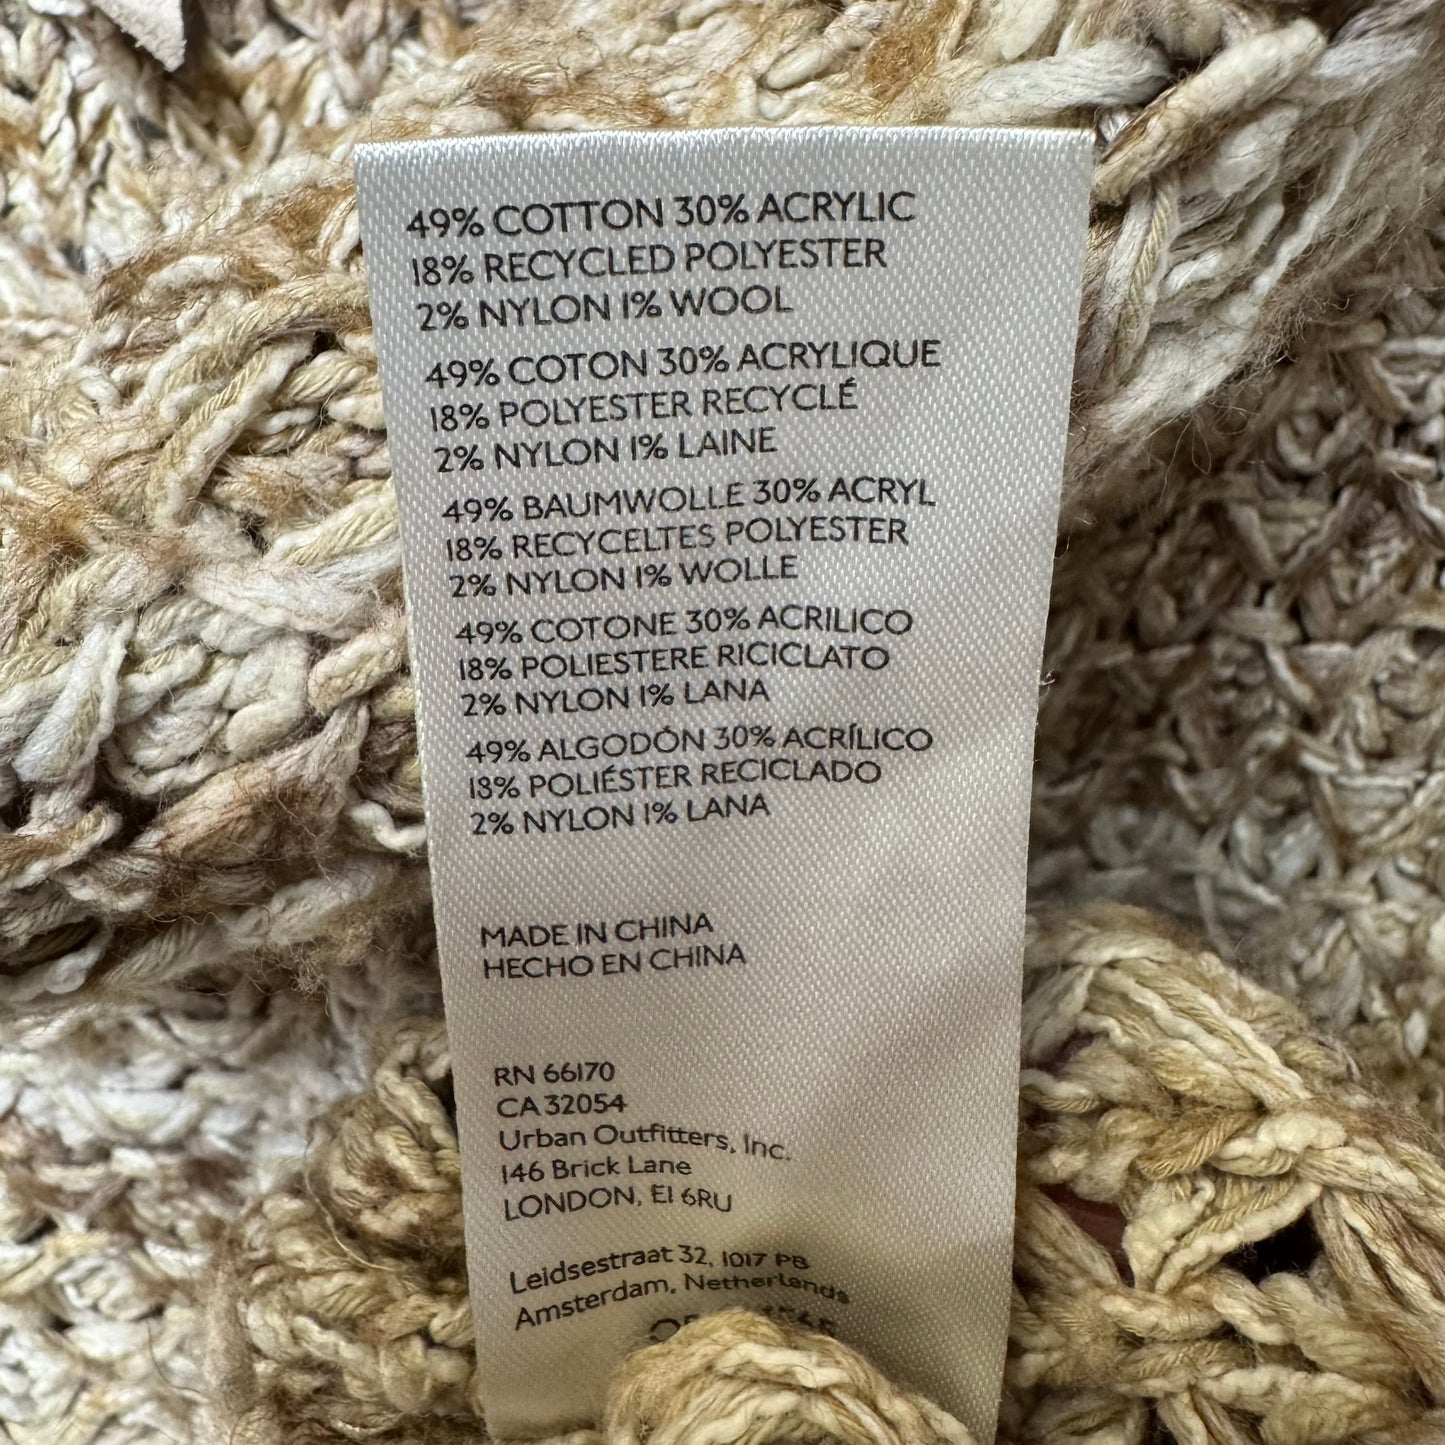 49% COTTON 30% ACRYLIC
18% RECYCLED POLYESTER
2% NYLON 1% WOOL
49% COTON 30% ACRYLIQUE
18% POLYESTER RECYCLÉ
2% NYLON 1% LAINE
49% BAUMWOLLE 30% ACRYL
18% RECYCELTES POLYESTER
2% NYLON 1% WOLLE
49% COTONE 30% ACRILICO
18% POLIESTERE RICICLATO
2% NYLON 1% LANA
49% ALGODÓN 30% ACRÍLICO
18% POLIÉSTER RECICLADO
2% NYLON 1% LANA
MADE IN CHINA
HECHO EN CHINA
RN 66170
CA 32054
Urban Outfitters, Inc.
146 Brick Lane
LONDON, E1 6RU
Leidsestraat 32, 1017 PB
Amsterdam, Netherlands